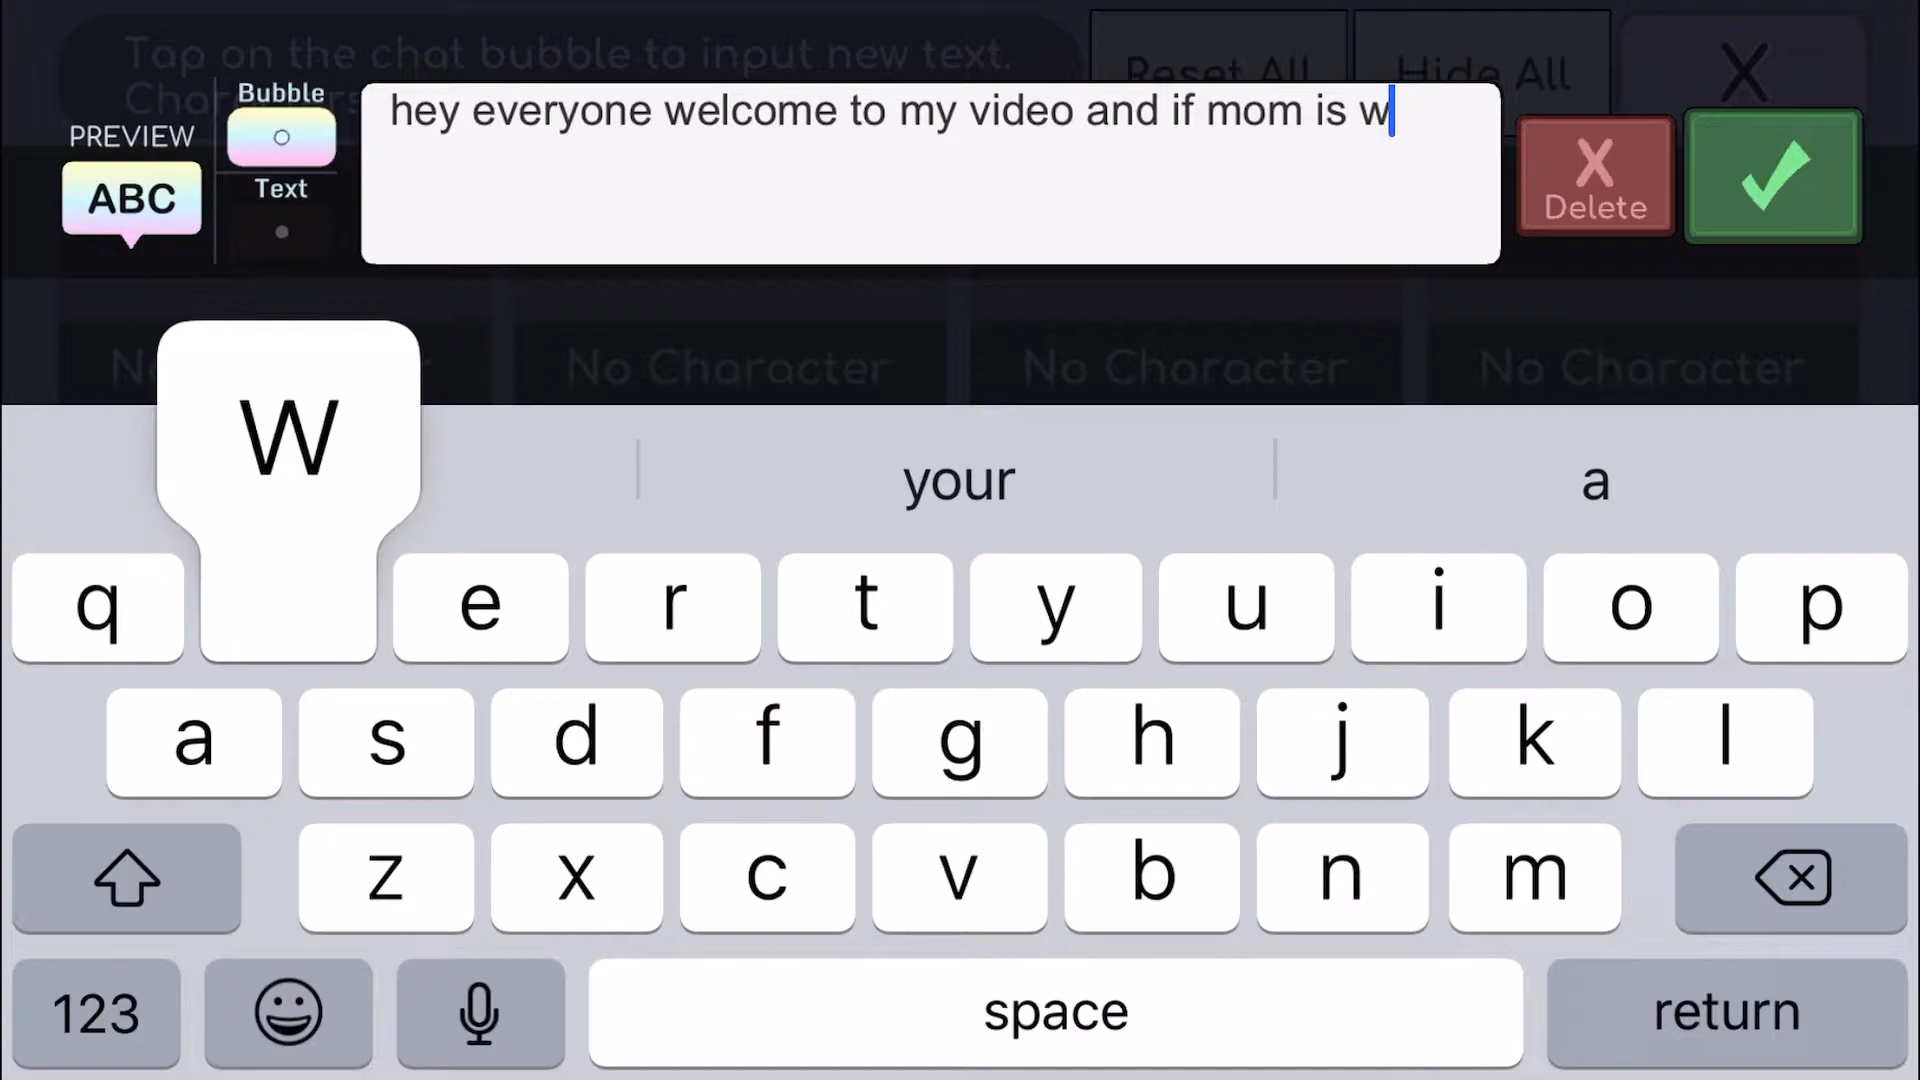 Tap on the chat bubble to input new text.
Reset All
Hide All
X
Bubble
PREVIEW
ABC
Text
hey everyone welcome to my video and if mom is w
X
Delete
No Character
No Character
No Character
W
your
a
q e r t y u i o p
a s d f g h j k l
z x c v b n m
123
space
return